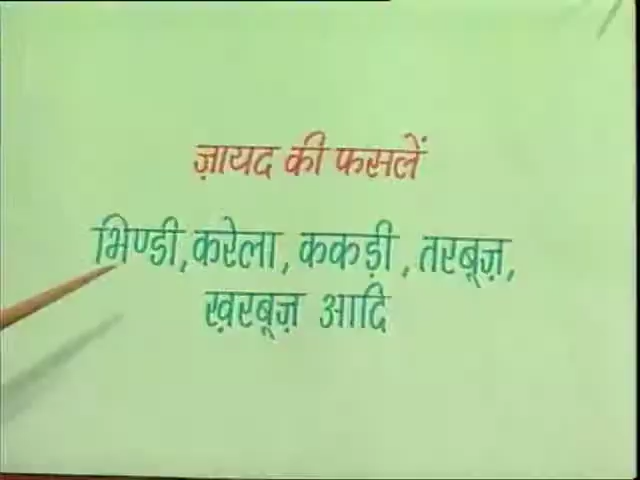 ज़ायद की फसलें
भिण्डी, करेला, ककड़ी, तरबूज़,
ख़रबूज़ आदि